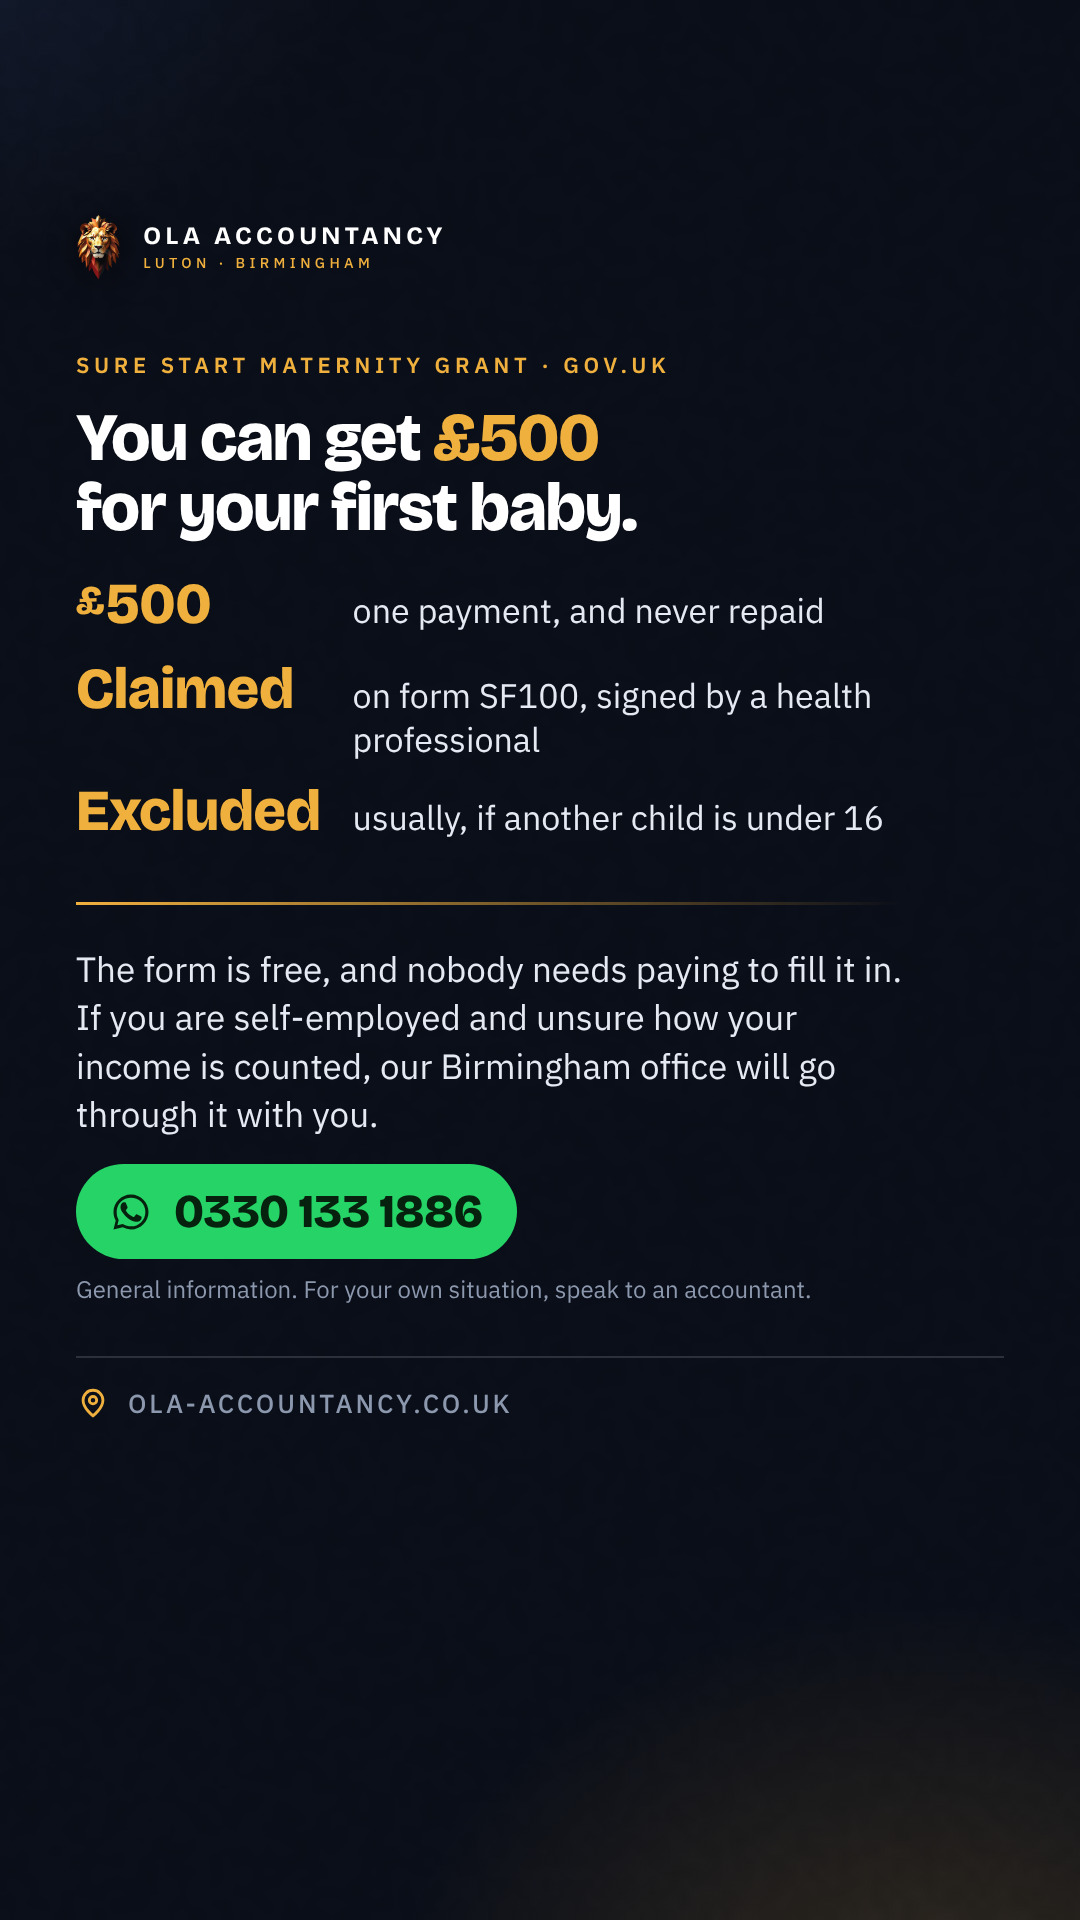 OLA ACCOUNTANCY
LUTON · BIRMINGHAM
SURE START MATERNITY GRANT · GOV.UK
You can get £500
for your first baby.
£500 one payment, and never repaid
Claimed on form SF100, signed by a health
professional
Excluded usually, if another child is under 16
The form is free, and nobody needs paying to fill it in.
If you are self-employed and unsure how your
income is counted, our Birmingham office will go
through it with you.
0330 133 1886
General information. For your own situation, speak to an accountant.
OLA-ACCOUNTANCY.CO.UK